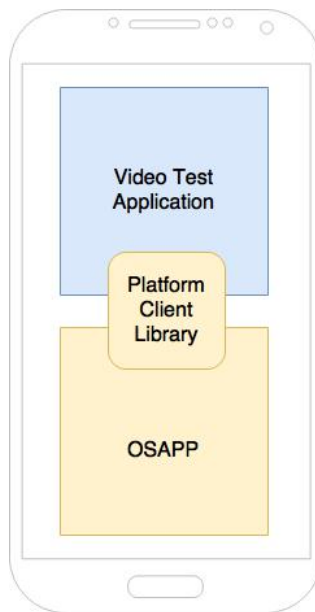 Video Test
Application
Platform
Client
Library
OSAPP